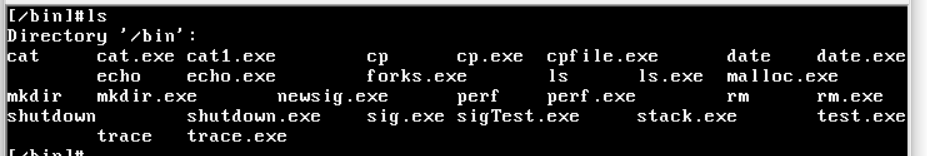 [/bin]#ls
Directory '/bin':
cat cat.exe cat1.exe cp cp.exe cpfile.exe date date.exe
echo echo.exe forks.exe ls ls.exe malloc.exe
mkdir mkdir.exe newsig.exe perf perf.exe rm rm.exe
shutdown shutdown.exe sig.exe sigTest.exe stack.exe test.exe
trace trace.exe
[/bin]#